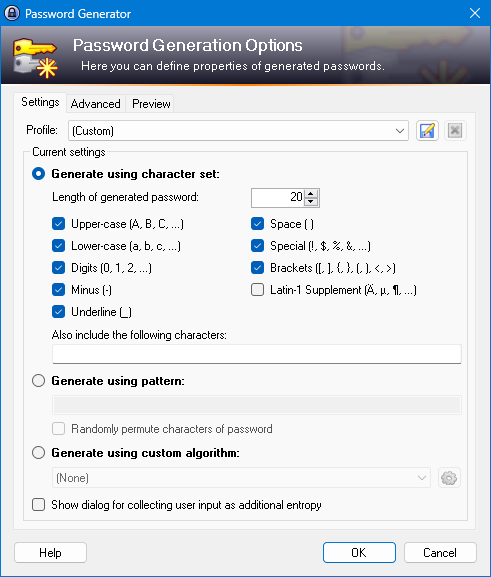 Password Generator
Password Generation Options
Here you can define properties of generated passwords.
Settings Advanced Preview
Profile: (Custom)
Current settings
Generate using character set:
Length of generated password: 20
Upper-case (A, B, C, ...) Space ( )
Lower-case (a, b, c, ...) Special (!, $, %, &, ...)
Digits (0, 1, 2, ...) Brackets ([, ], {, }, (, ), <, >)
Minus (-) Latin-1 Supplement (Ä, µ, ¶, ...)
Underline (_)
Also include the following characters:
Generate using pattern:
Randomly permute characters of password
Generate using custom algorithm:
(None)
Show dialog for collecting user input as additional entropy
Help OK Cancel